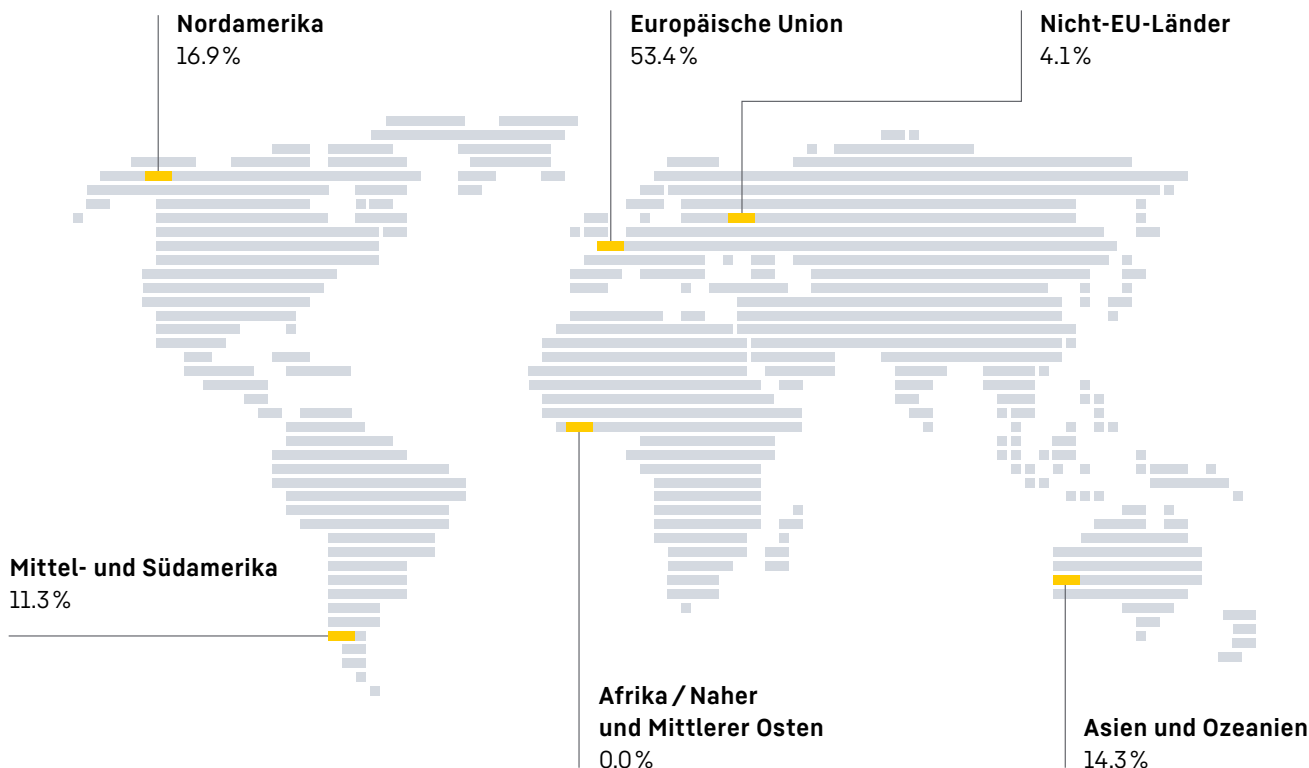 Nordamerika
16.9 %
Europäische Union
53.4 %
Nicht-EU-Länder
4.1 %
Mittel- und Südamerika
11.3 %
Afrika / Naher
und Mittlerer Osten
0.0 %
Asien und Ozeanien
14.3 %